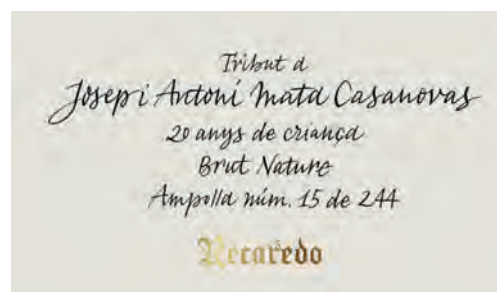 Tribut a
Josep i Antoni Mata Casanovas
20 anys de criança
Brut Nature
Ampolla núm. 15 de 244
Recaredo